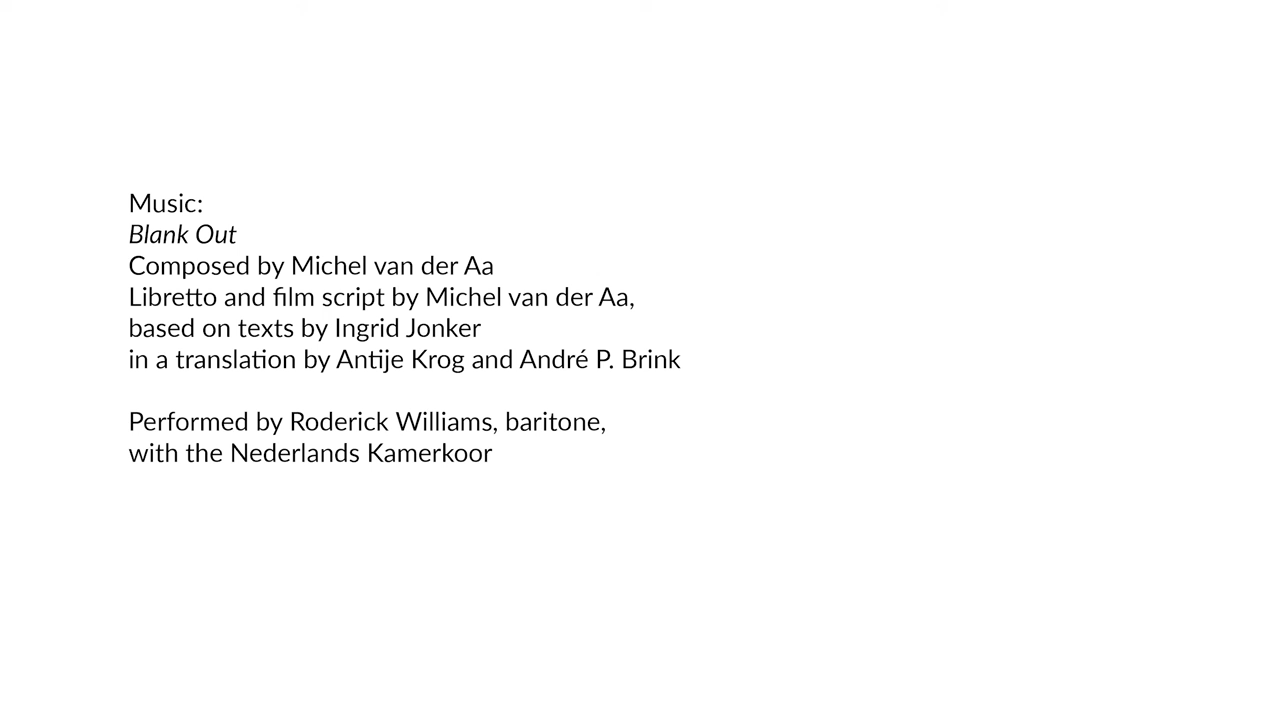 Music:
Blank Out
Composed by Michel van der Aa
Libretto and film script by Michel van der Aa,
based on texts by Ingrid Jonker
in a translation by Antije Krog and André P. Brink
Performed by Roderick Williams, baritone,
with the Nederlands Kamerkoor